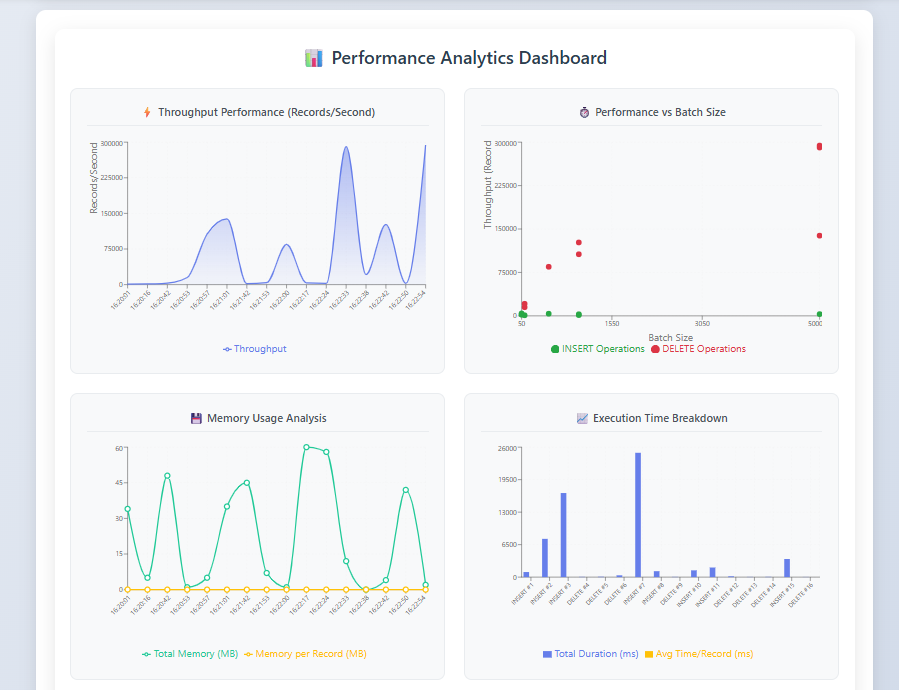 Performance Analytics Dashboard
Throughput Performance (Records/Second)
Records/Second
300000
225000
150000
75000
0
16:20:01 16:20:16 16:20:42 16:20:53 16:20:57 16:21:01 16:21:42 16:21:53 16:22:00 16:22:17 16:22:24 16:22:33 16:22:38 16:22:42 16:22:50 16:22:54
Throughput
Performance vs Batch Size
Throughput (Record
300000
225000
150000
75000
0
50 1550 3050 5000
Batch Size
INSERT Operations DELETE Operations
Memory Usage Analysis
60
45
30
15
0
16:20:01 16:20:16 16:20:42 16:20:53 16:20:57 16:21:01 16:21:42 16:21:53 16:22:00 16:22:17 16:22:24 16:22:33 16:22:38 16:22:42 16:22:50 16:22:54
Total Memory (MB) Memory per Record (MB)
Execution Time Breakdown
26000
19500
13000
6500
0
INSERT #1 INSERT #2 INSERT #3 DELETE #4 DELETE #5 DELETE #6 INSERT #7 INSERT #8 DELETE #9 INSERT #10 INSERT #11 DELETE #12 DELETE #13 DELETE #14 INSERT #15 DELETE #16
Total Duration (ms) Avg Time/Record (ms)